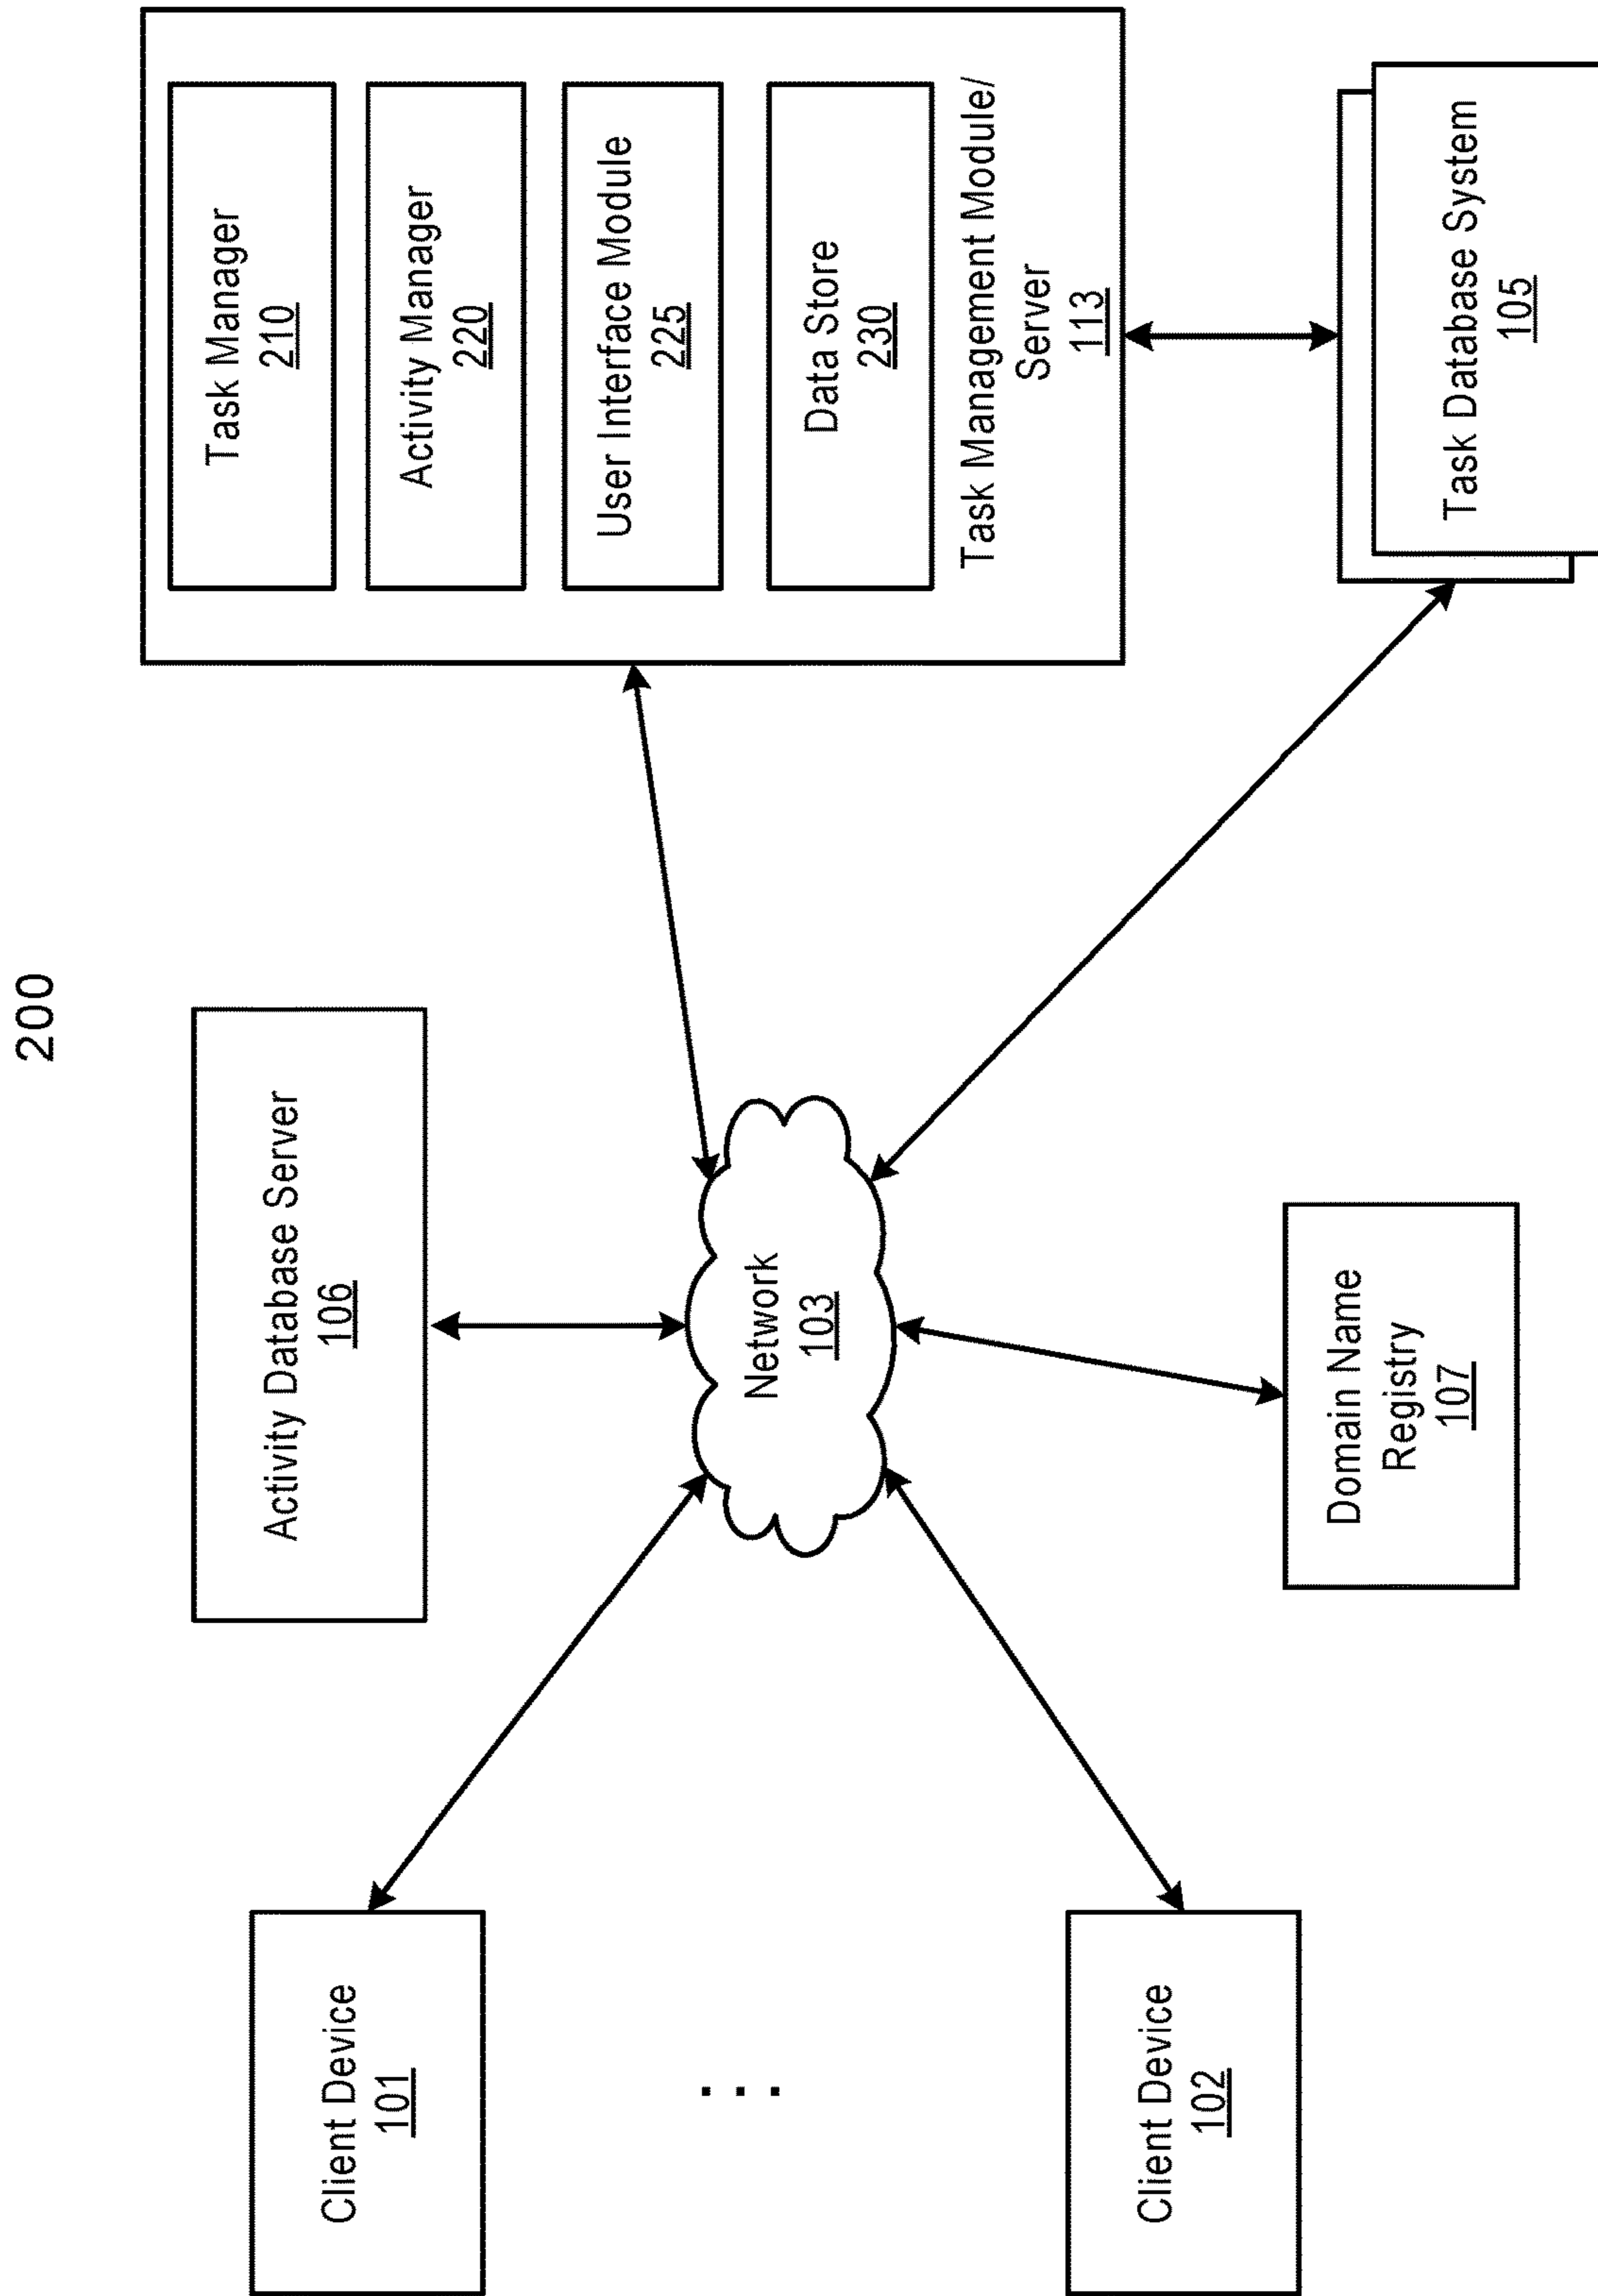 200
Client Device
101
...
Client Device
102
Activity Database Server
106
Network
103
Domain Name
Registry
107
Task Manager
210
Activity Manager
220
User Interface Module
225
Data Store
230
Task Management Module/
Server
113
Task Database System
105